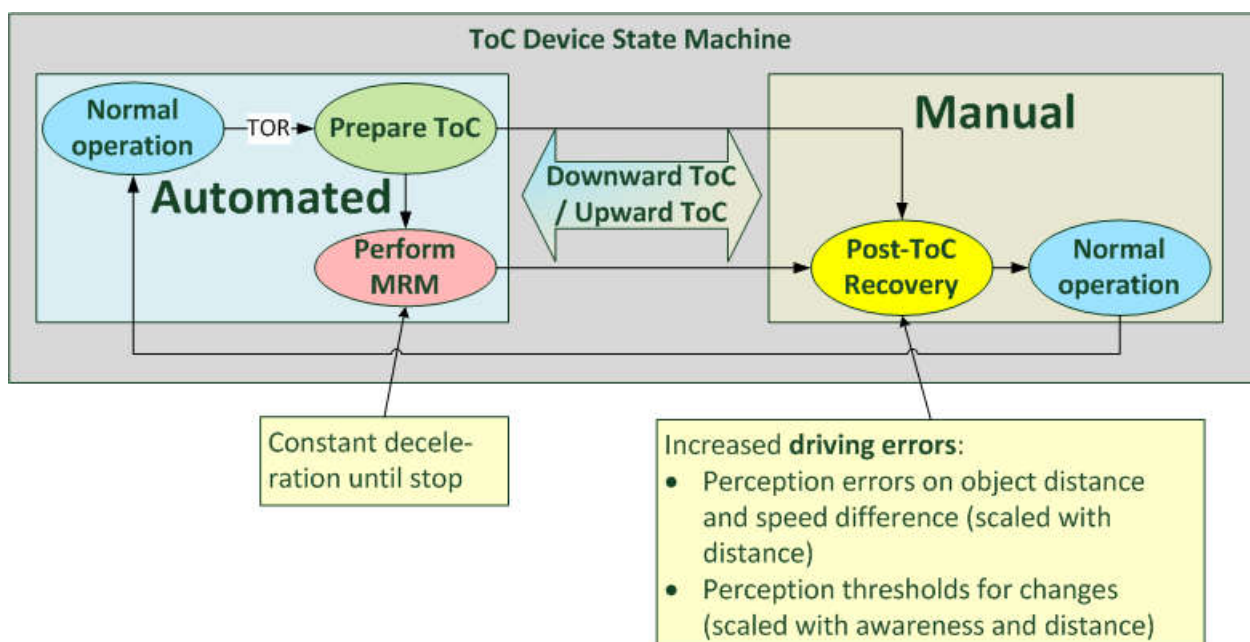 ToC Device State Machine
Normal
operation
TOR
Prepare ToC
Automated
Perform
MRM
Downward ToC
/ Upward ToC
Manual
Post-ToC
Recovery
Normal
operation
Constant decele-
ration until stop
Increased driving errors:
• Perception errors on object distance
and speed difference (scaled with
distance)
• Perception thresholds for changes
(scaled with awareness and distance)